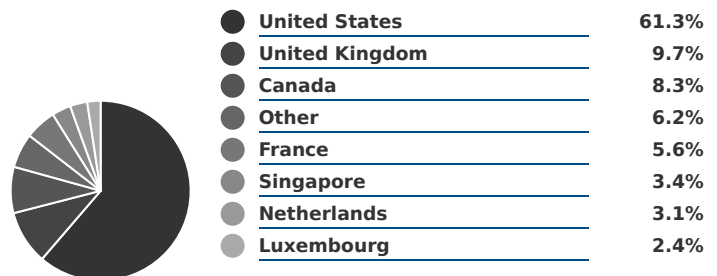 United States 61.3%
United Kingdom 9.7%
Canada 8.3%
Other 6.2%
France 5.6%
Singapore 3.4%
Netherlands 3.1%
Luxembourg 2.4%